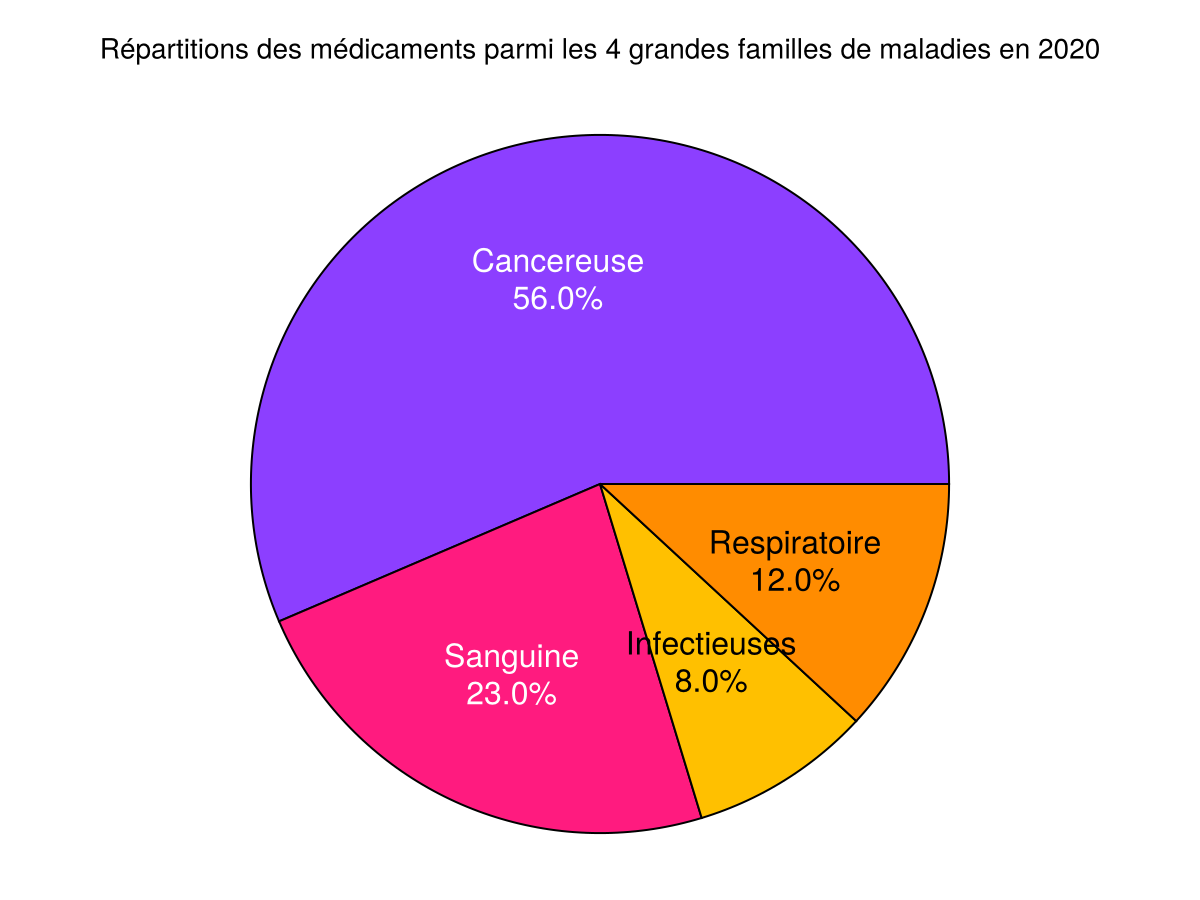 Répartitions des médicaments parmi les 4 grandes familles de maladies en 2020
Cancereuse
56.0%
Respiratoire
12.0%
Infectieuses
8.0%
Sanguine
23.0%